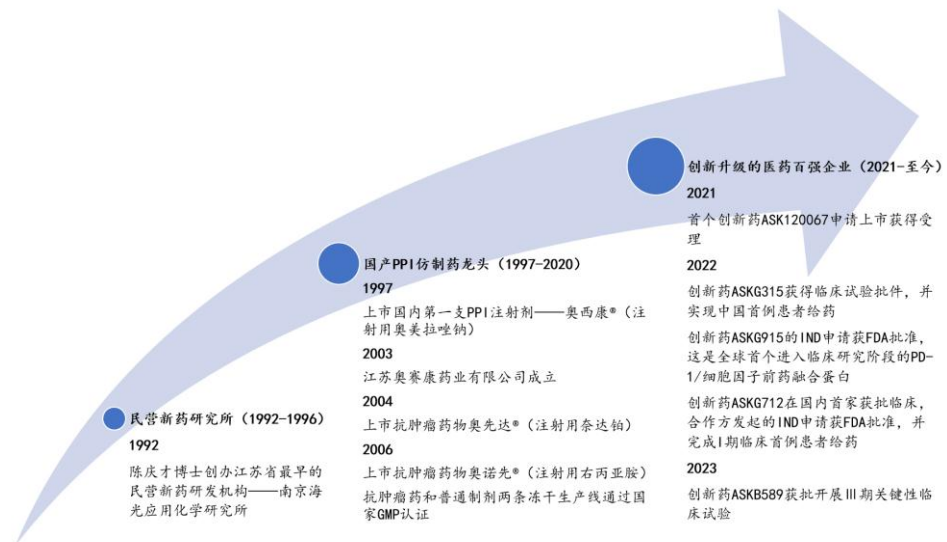 民营新药研究所（1992-1996）
1992
陈庆才博士创办江苏省最早的
民营新药研发机构——南京海
光应用化学研究所
国产PPI仿制药龙头（1997-2020）
1997
上市国内第一支PPI注射剂——奥西康®（注
射用奥美拉唑钠）
2003
江苏奥赛康药业有限公司成立
2004
上市抗肿瘤药物奥先达®（注射用奈达铂）
2006
上市抗肿瘤药物奥诺先®（注射用右丙亚胺）
抗肿瘤药和普通制剂两条冻干生产线通过国
家GMP认证
创新升级的医药百强企业（2021-至今）
2021
首个创新药ASK120067申请上市获得受
理
2022
创新药ASKG315获得临床试验批件，并
实现中国首例患者给药
创新药ASKG915的IND申请获FDA批准，
这是全球首个进入临床研究阶段的PD-
1/细胞因子前药融合蛋白
创新药ASKG712在国内首家获批临床，
合作方发起的IND申请获FDA批准，并
完成I期临床首例患者给药
2023
创新药ASKB589获批开展Ⅲ期关键性临
床试验